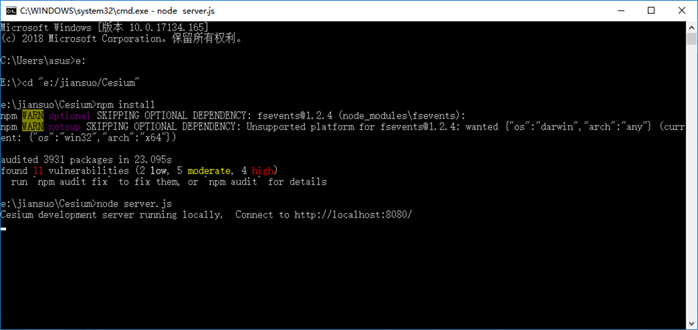 C:\WINDOWS\system32\cmd.exe - node  server.js
Microsoft Windows [版本 10.0.17134.165]
(c) 2018 Microsoft Corporation。保留所有权利。
C:\Users\asus>e:
E:\>cd "e:/jiansuo/Cesium"
e:\jiansuo\Cesium>npm install
npm WARN optional SKIPPING OPTIONAL DEPENDENCY: fsevents@1.2.4 (node_modules\fsevents):
npm WARN notsup SKIPPING OPTIONAL DEPENDENCY: Unsupported platform for fsevents@1.2.4: wanted {"os":"darwin","arch":"any"} (curr
ent: {"os":"win32","arch":"x64"})
audited 3931 packages in 23.095s
found 11 vulnerabilities (2 low, 5 moderate, 4 high)
  run `npm audit fix` to fix them, or `npm audit` for details
e:\jiansuo\Cesium>node server.js
Cesium development server running locally.  Connect to http://localhost:8080/